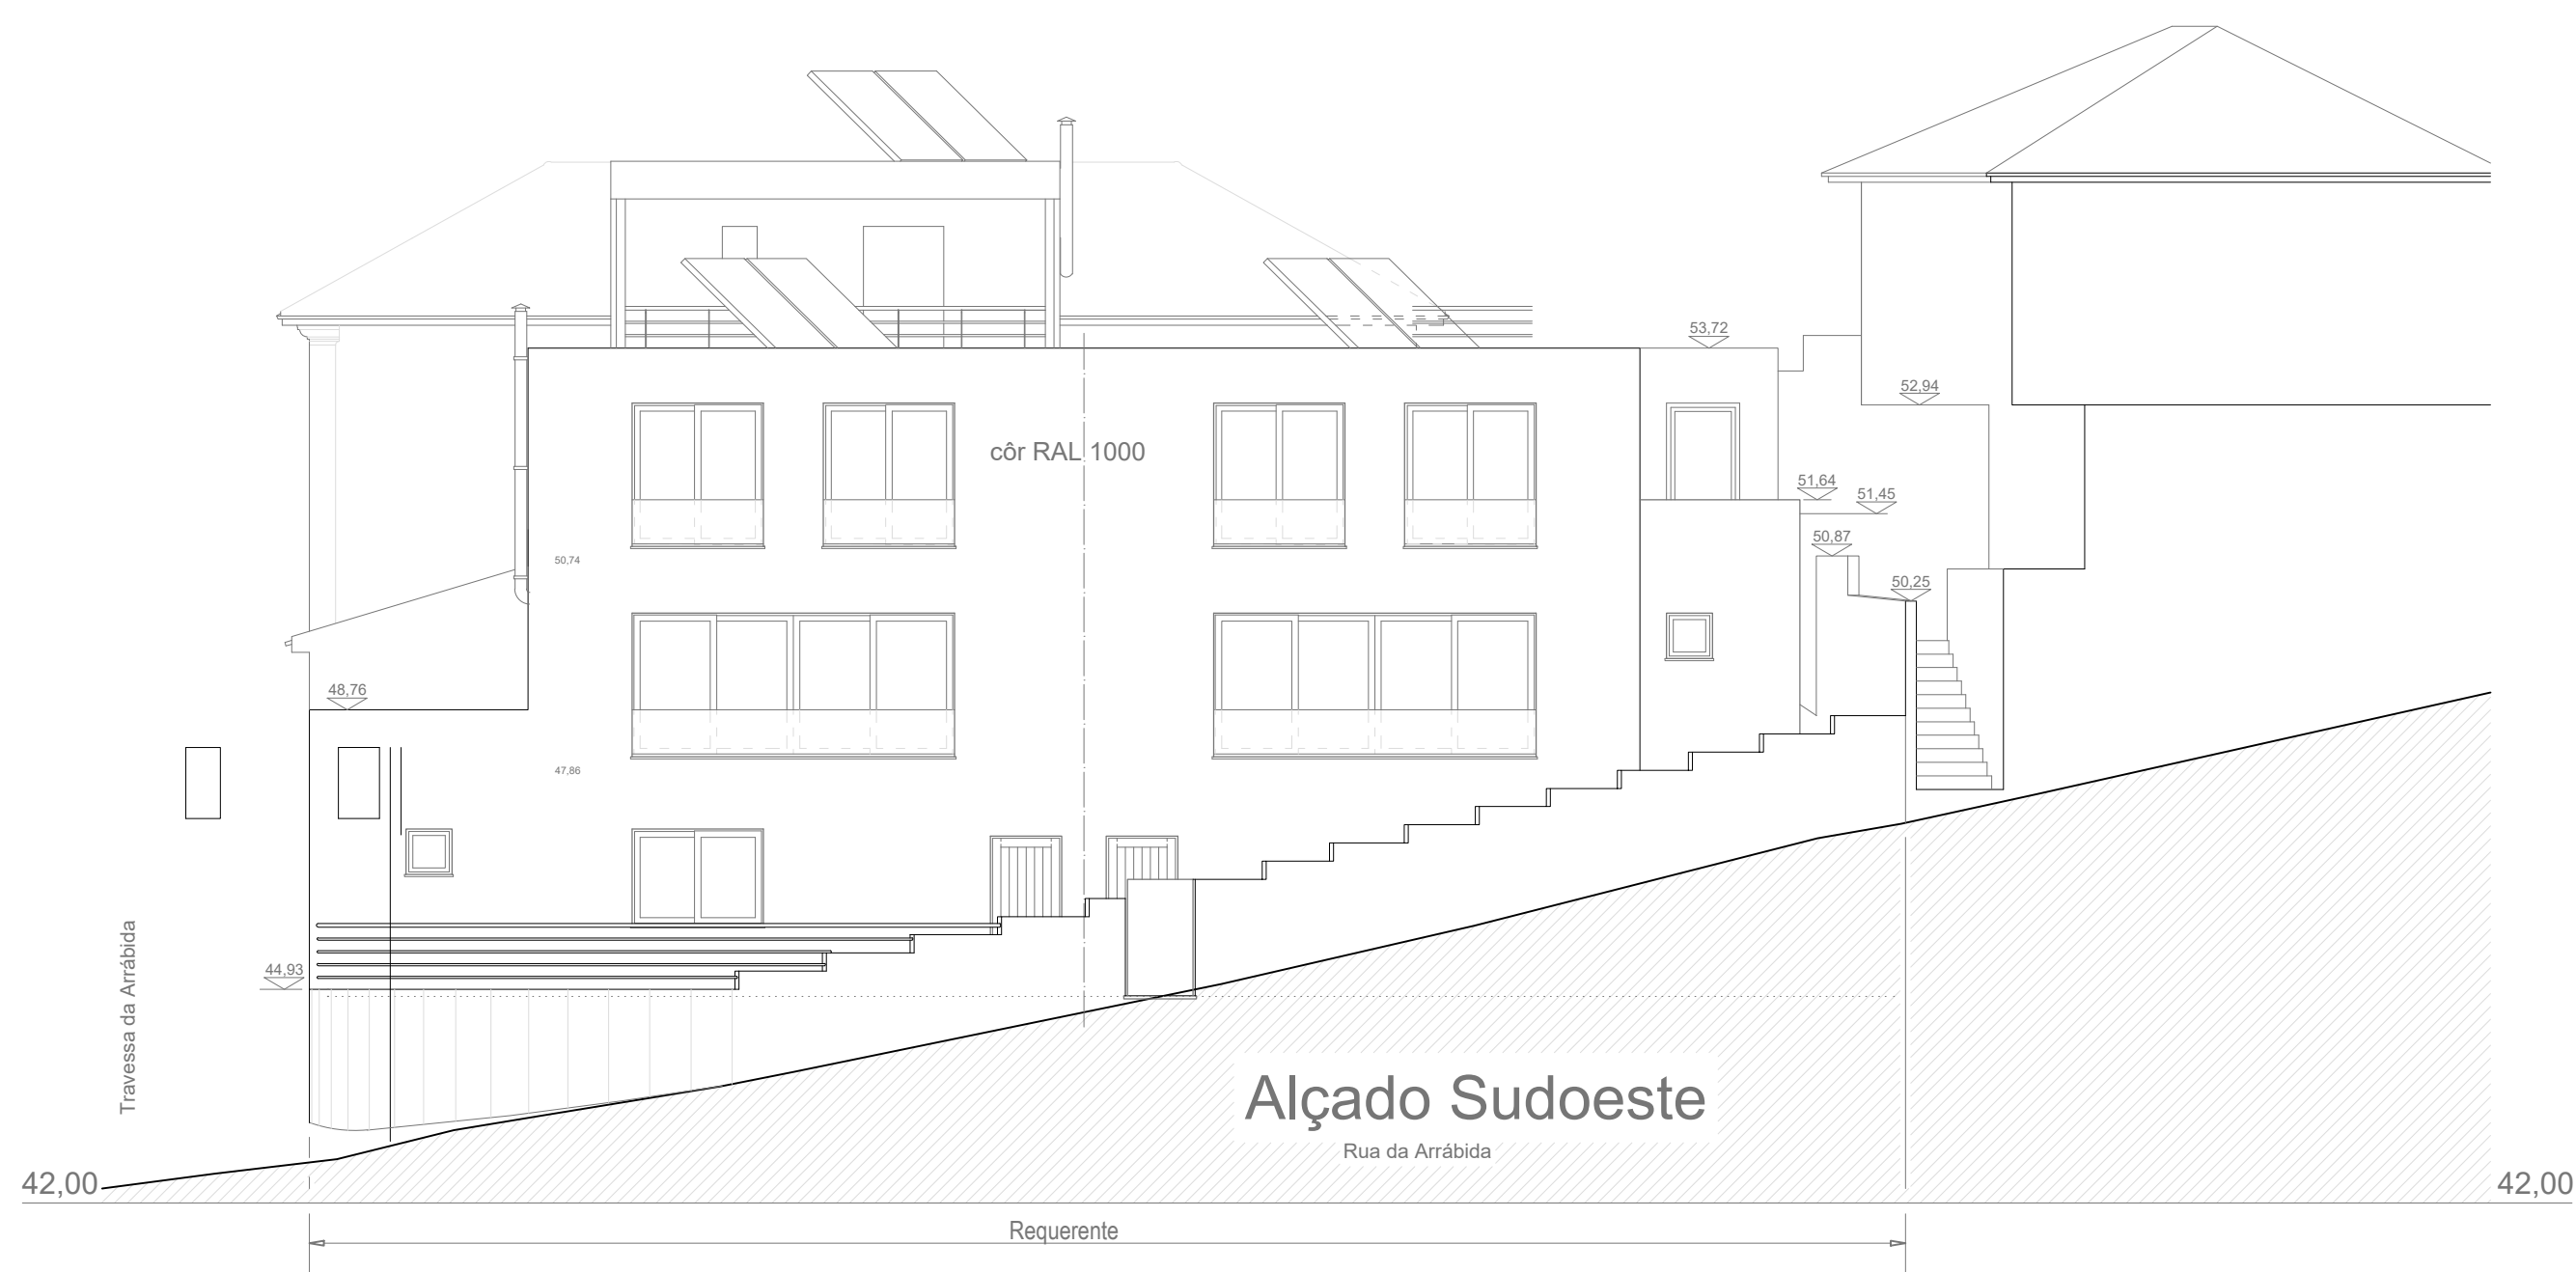 53,72
52,94
côr RAL 1000
51,64
51,45
50,87
50,74
50,25
48,76
47,86
Travessa da Arrábida
44,93
Alçado Sudoeste
Rua da Arrábida
42,00
42,00
Requerente